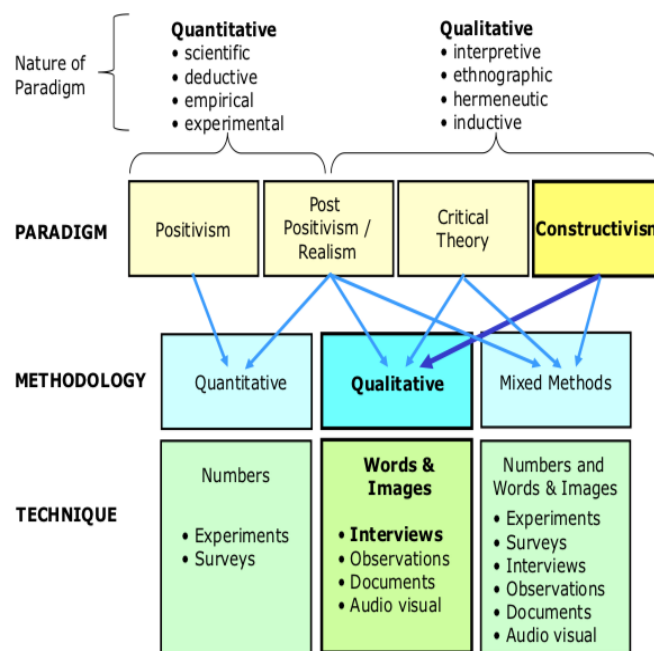 Nature of
Paradigm
Quantitative
• scientific
• deductive
• empirical
• experimental
Qualitative
• interpretive
• ethnographic
• hermeneutic
• inductive
PARADIGM
Positivism
Post
Positivism /
Realism
Critical
Theory
Constructivism
METHODOLOGY
Quantitative
Qualitative
Mixed Methods
TECHNIQUE
Numbers
• Experiments
• Surveys
Words &
Images
• Interviews
• Observations
• Documents
• Audio visual
Numbers and
Words & Images
• Experiments
• Surveys
• Interviews
• Observations
• Documents
• Audio visual